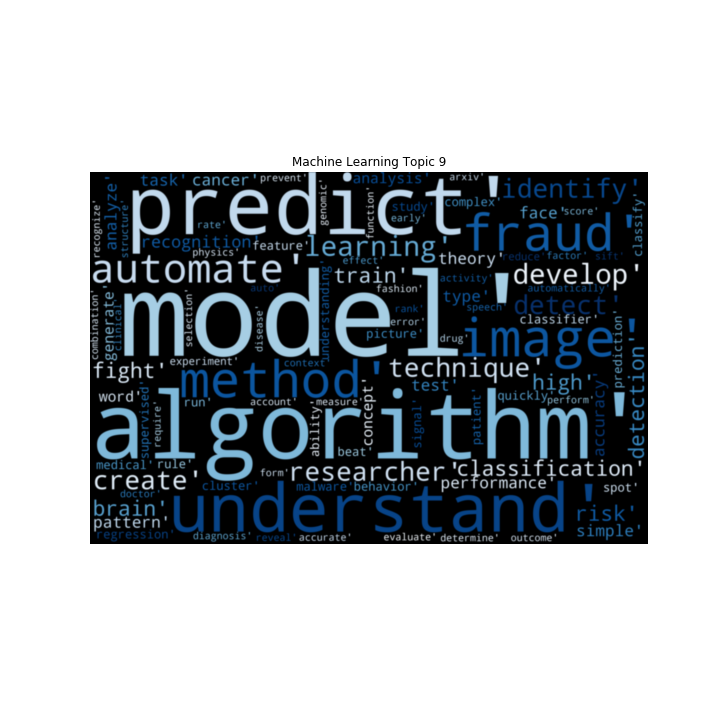 Machine Learning Topic 9
task' cancer' prevent' analysis' arxiv'
predict' identify'
recognize' analyze' structure' genomic' function' study' complex' early'
rate' face' score' classify'
recognition' physics' feature' learning' fraud'
theory' reduce' factor' sift'
automate' auto' effect' train' activity' develop'
understanding' fashion' type' speech' automatically'
model' detect'
combination' generate' clinical' selection' disease' rank' error' picture' drug' classifier'
image' prediction' detection'
fight' experiment' context' technique'
method' test' high'
word' supervised' require' run' account' measure' concept' signal' patient' quickly' perform' accuracy'
algorithm'
ability' beat'
medical' rule' form' researcher' classification'
create' cluster' malware' behavior' performance' spot'
doctor'
brain' understand' risk'
pattern' simple'
regression' diagnosis' reveal' accurate' evaluate' determine' outcome'